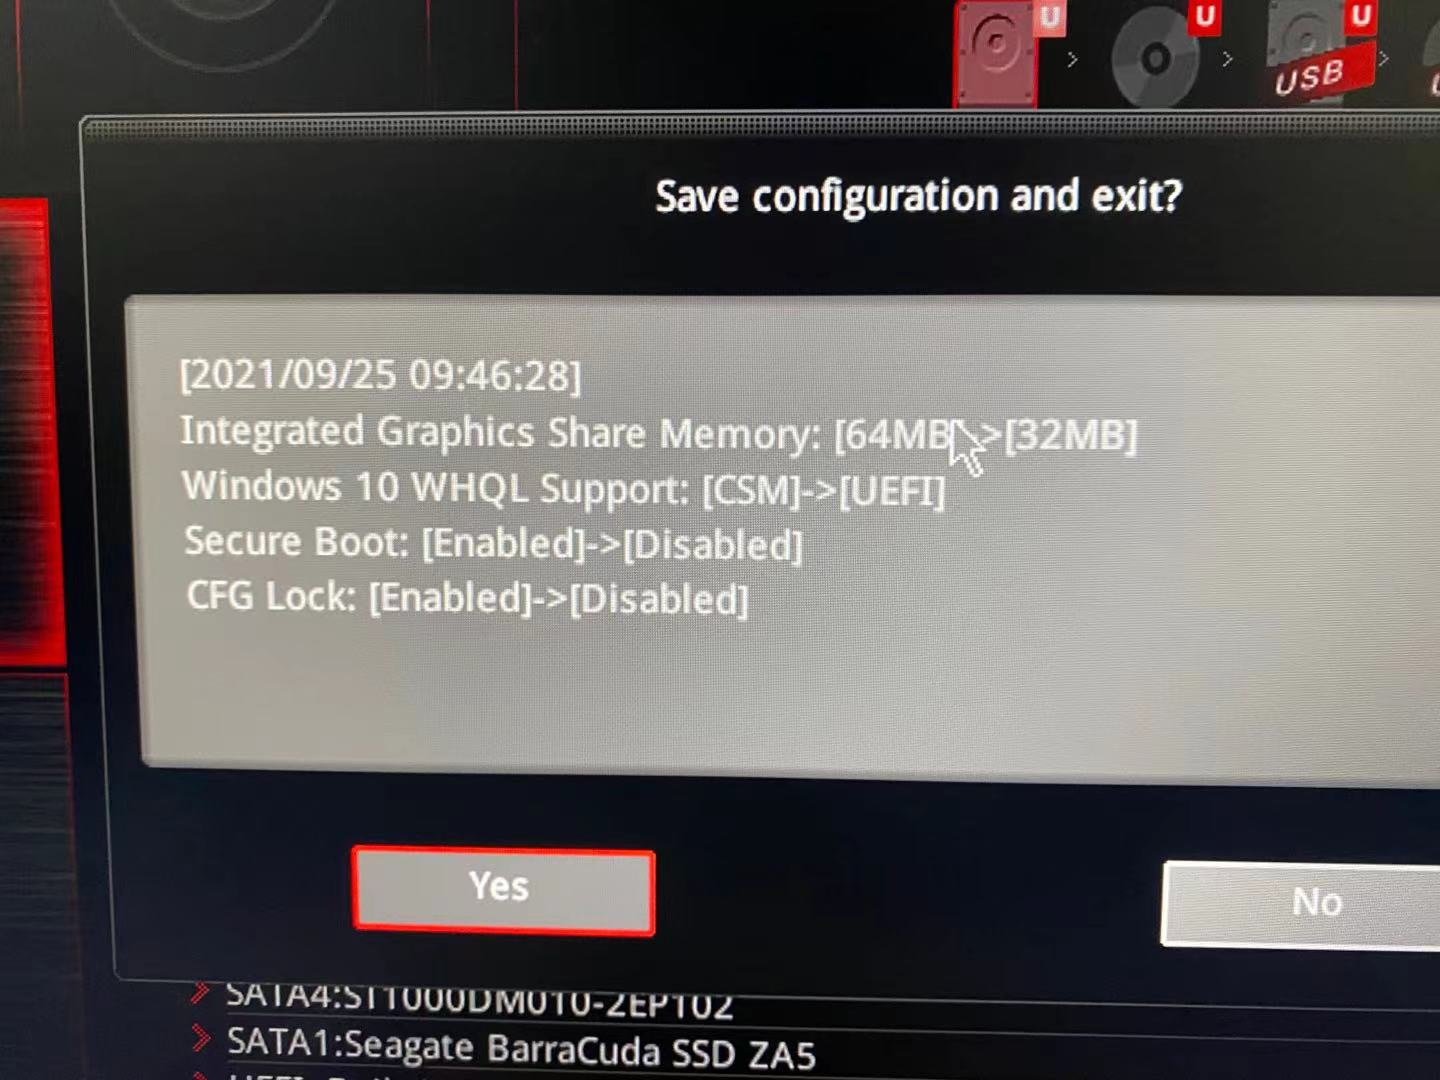 U
U
U
USB
Save configuration and exit?
[2021/09/25 09:46:28]
Integrated Graphics Share Memory: [64MB]->[32MB]
Windows 10 WHQL Support: [CSM]->[UEFI]
Secure Boot: [Enabled]->[Disabled]
CFG Lock: [Enabled]->[Disabled]
Yes
No
SATA4:ST1000DM010-2EP102
SATA1:Seagate BarraCuda SSD ZA5